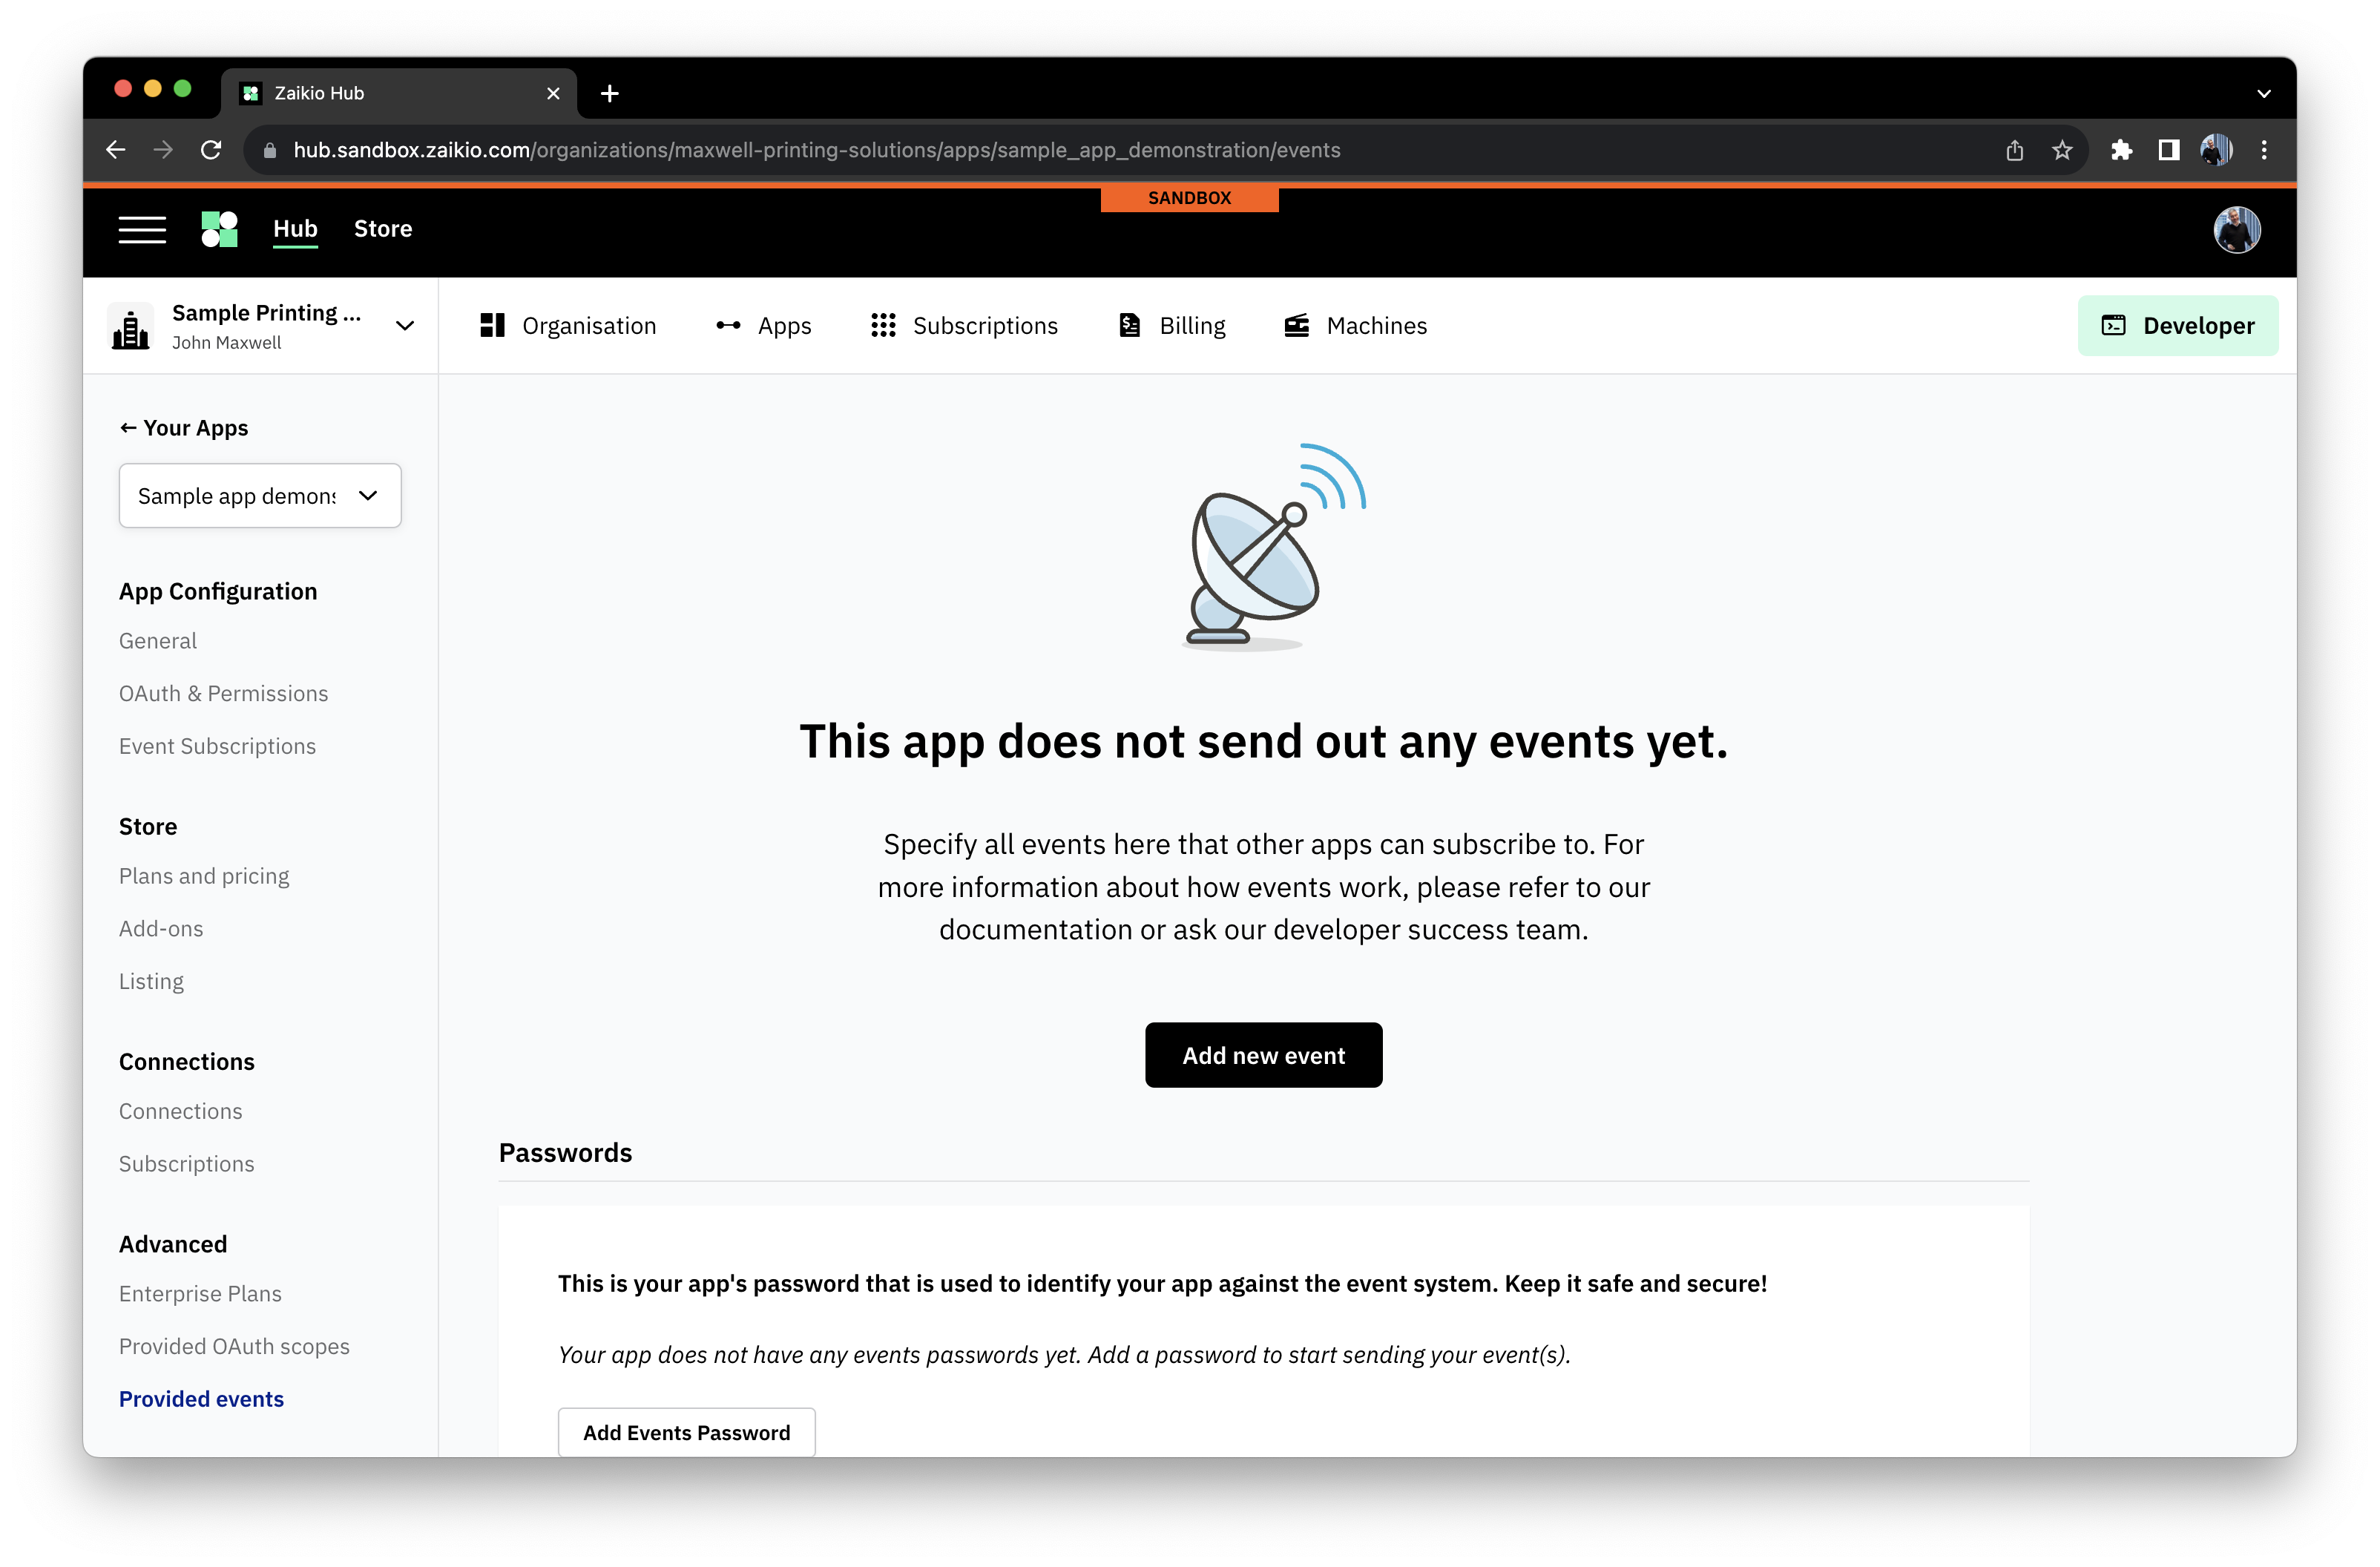 Zaikio Hub
hub.sandbox.zaikio.com/organizations/maxwell-printing-solutions/apps/sample_app_demonstration/events
SANDBOX
Hub
Store
Sample Printing ...
John Maxwell
Organisation
Apps
Subscriptions
Billing
Machines
Developer
← Your Apps
Sample app demons
App Configuration
General
OAuth & Permissions
Event Subscriptions
Store
Plans and pricing
Add-ons
Listing
Connections
Connections
Subscriptions
Advanced
Enterprise Plans
Provided OAuth scopes
Provided events
This app does not send out any events yet.
Specify all events here that other apps can subscribe to. For
more information about how events work, please refer to our
documentation or ask our developer success team.
Add new event
Passwords
This is your app's password that is used to identify your app against the event system. Keep it safe and secure!
Your app does not have any events passwords yet. Add a password to start sending your event(s).
Add Events Password